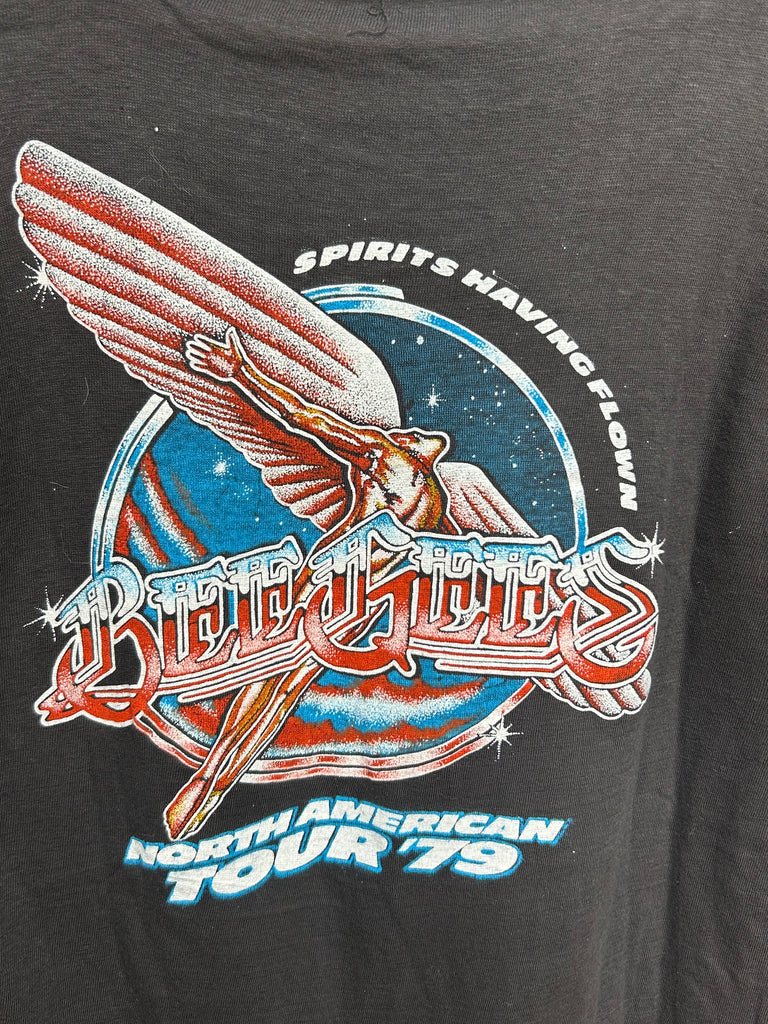 SPIRITS HAVING FLOWN
BEE GEES
NORTH AMERICAN
TOUR '79